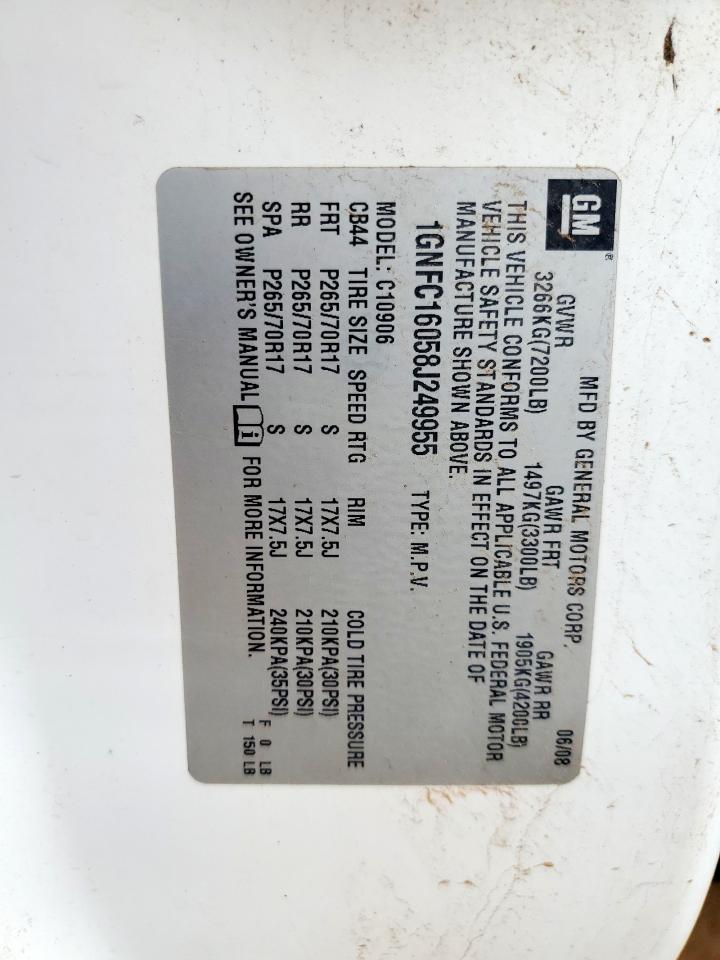 GM ®
MFD BY GENERAL MOTORS CORP. 06/08
GVWR GAWR FRT GAWR RR
3266KG(7200LB) 1497KG(3300LB) 1905KG(4200LB)
THIS VEHICLE CONFORMS TO ALL APPLICABLE U.S. FEDERAL MOTOR
VEHICLE SAFETY STANDARDS IN EFFECT ON THE DATE OF
MANUFACTURE SHOWN ABOVE.
1GNFC16058J249955 TYPE: M.P.V.
MODEL: C10906
CB44 TIRE SIZE SPEED RTG RIM COLD TIRE PRESSURE
FRT P265/70R17 S 17X7.5J 210KPA(30PSI)
RR P265/70R17 S 17X7.5J 210KPA(30PSI)
SPA P265/70R17 S 17X7.5J 240KPA(35PSI)
SEE OWNER'S MANUAL i FOR MORE INFORMATION.
F 0 LB
T 150 LB